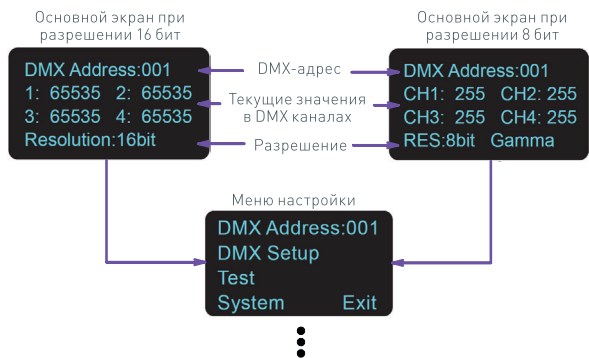 Основной экран при
разрешении 16 бит
Основной экран при
разрешении 8 бит
DMX Address:001
1: 65535 2: 65535
3: 65535 4: 65535
Resolution:16bit
DMX-адрес
Текущие значения
в DMX каналах
Разрешение
DMX Address:001
CH1: 255 CH2: 255
CH3: 255 CH4: 255
RES:8bit Gamma
Меню настройки
DMX Address:001
DMX Setup
Test
System Exit